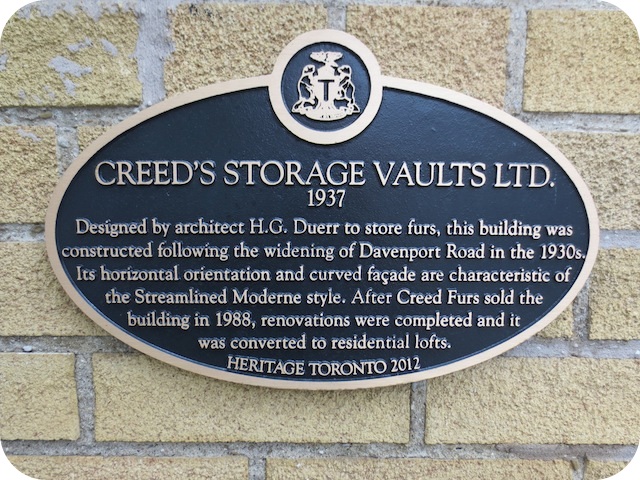 T
CREED'S STORAGE VAULTS LTD.
1937
Designed by architect H.G. Duerr to store furs, this building was
constructed following the widening of Davenport Road in the 1930s.
Its horizontal orientation and curved façade are characteristic of
the Streamlined Moderne style. After Creed Furs sold the
building in 1988, renovations were completed and it
was converted to residential lofts.
HERITAGE TORONTO 2012